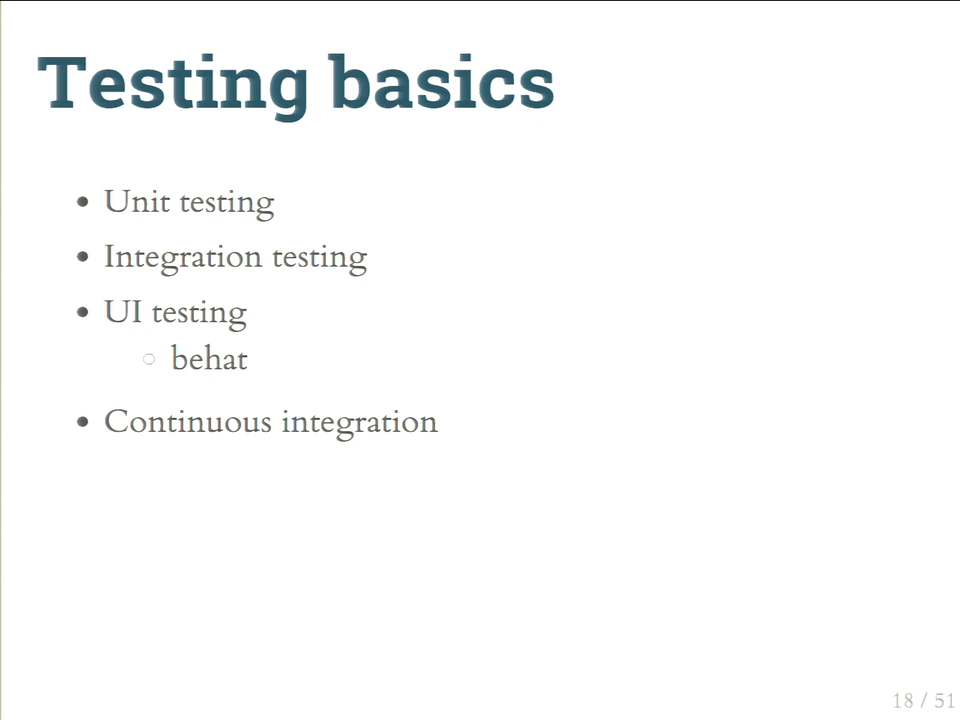 Testing basics
Unit testing
Integration testing
UI testing
behat
Continuous integration
18 / 51